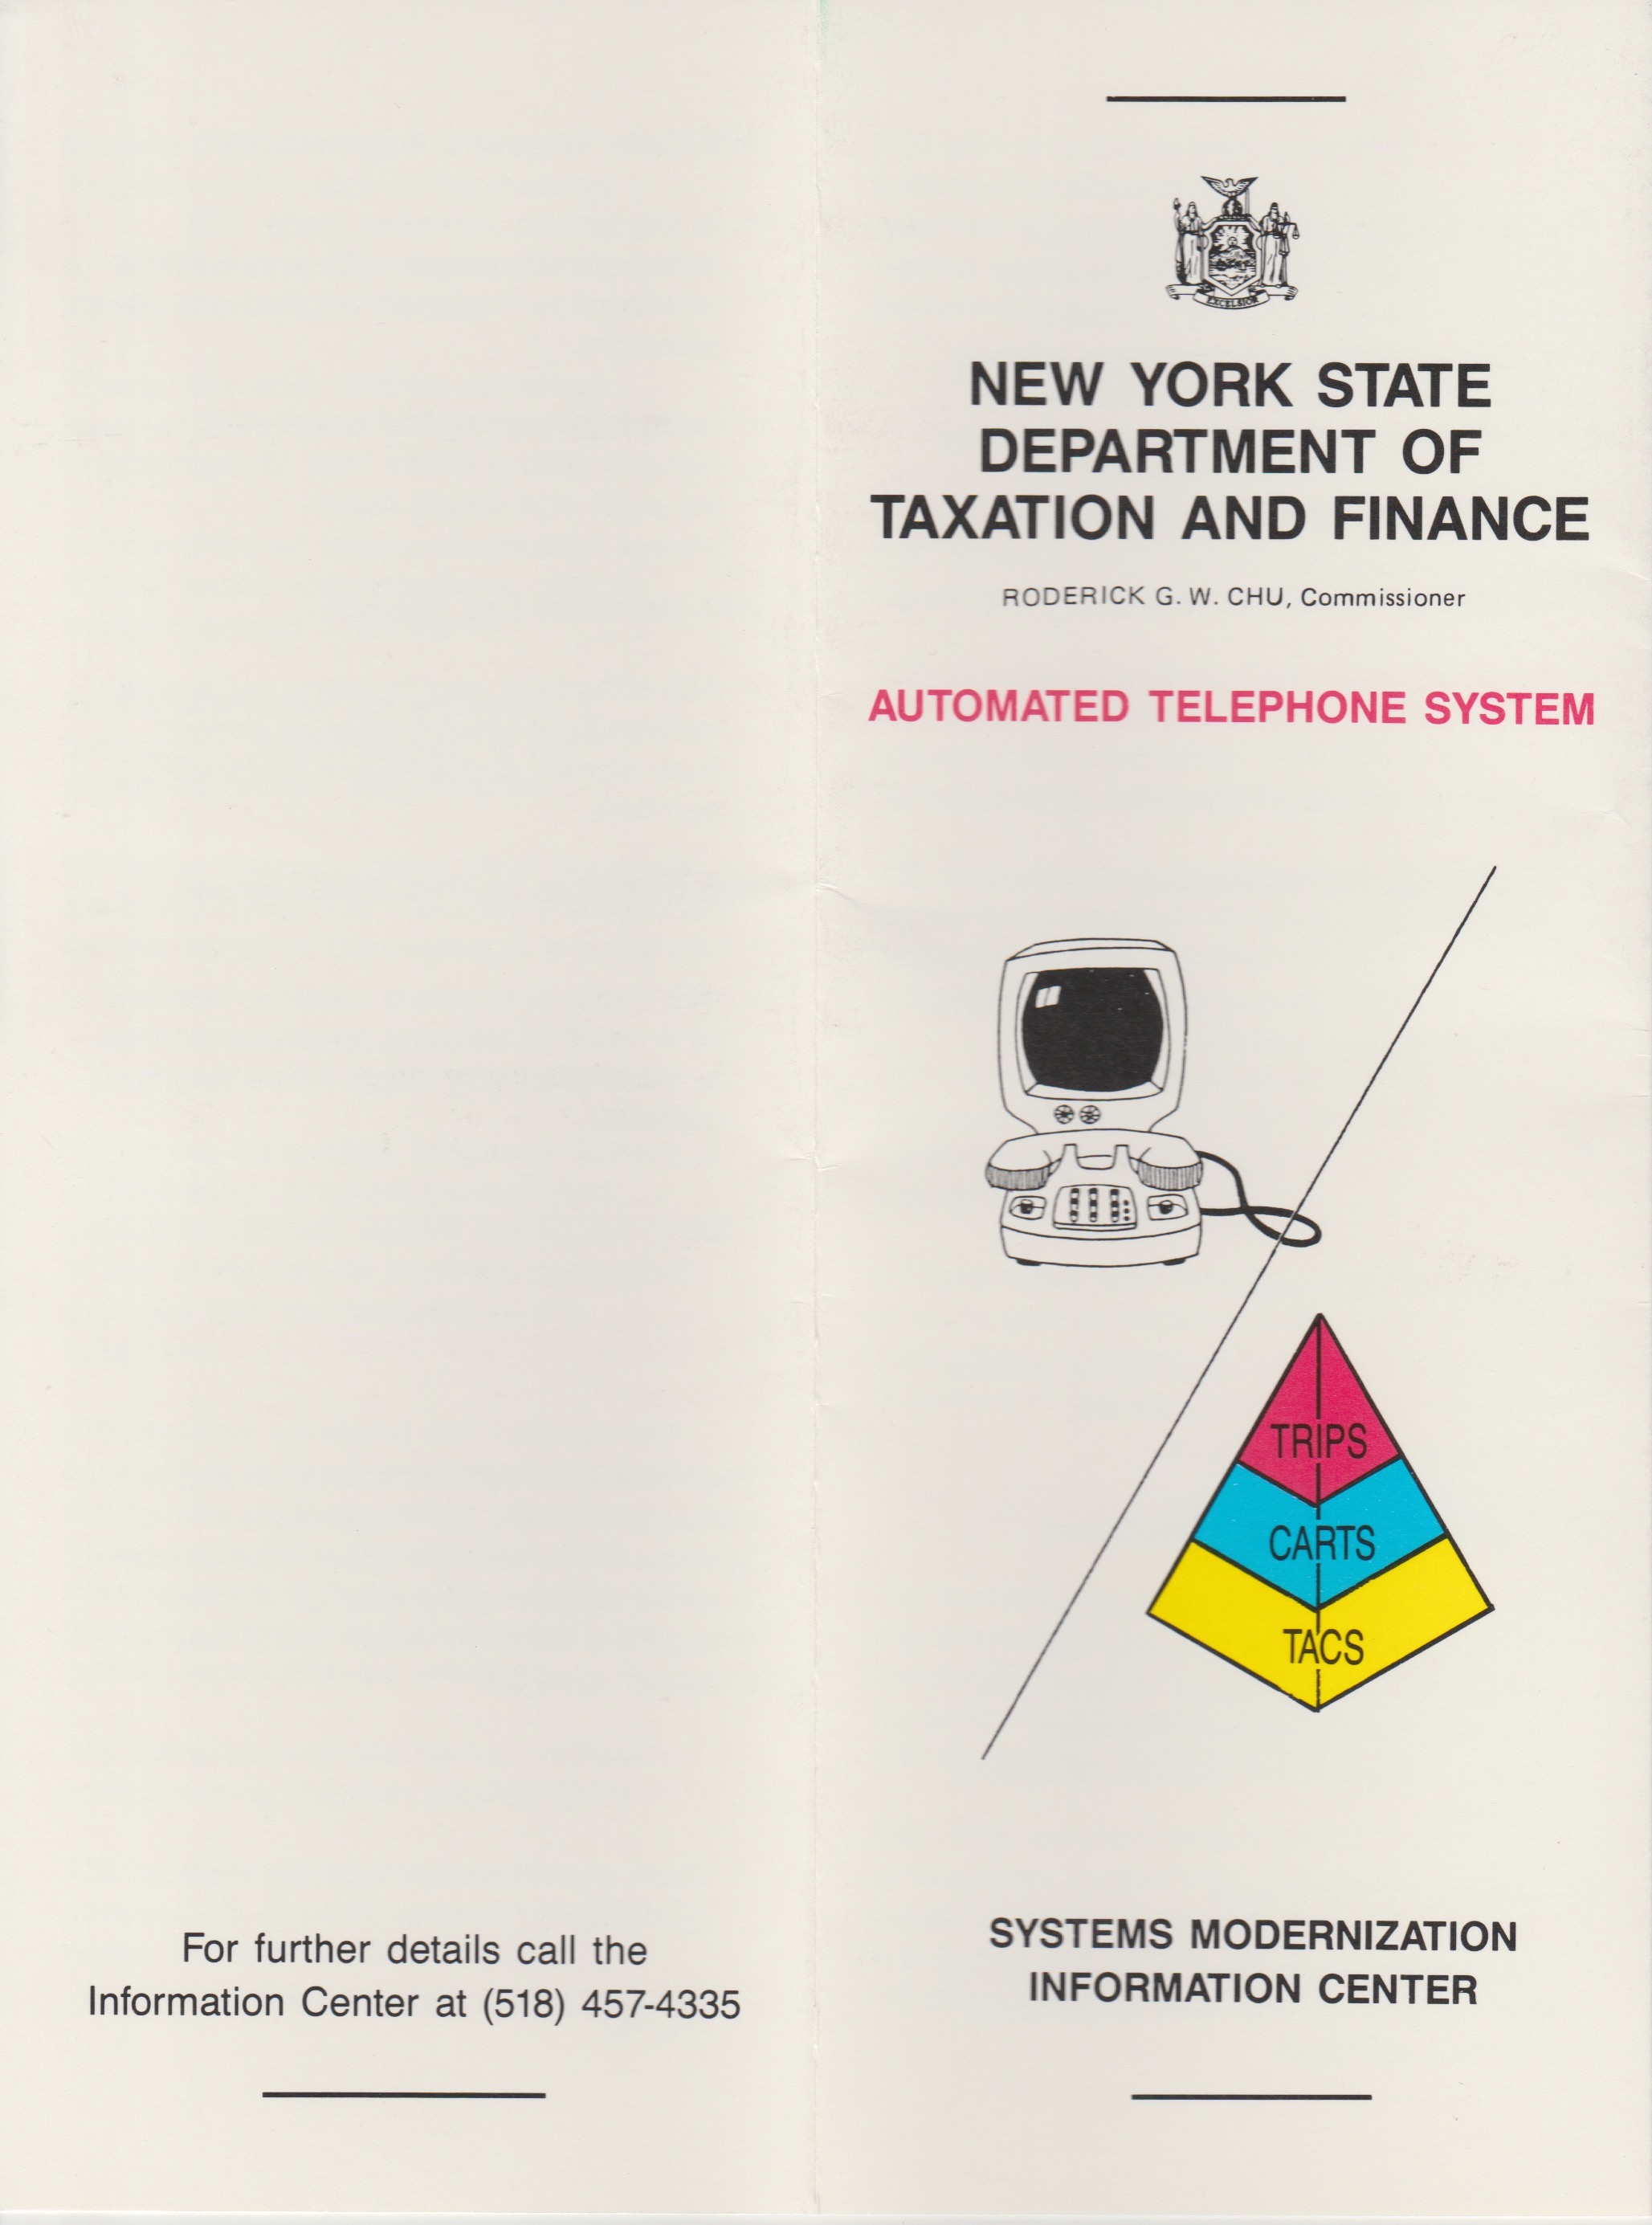 For further details call the
Information Center at (518) 457-4335
EXCELSIOR
NEW YORK STATE
DEPARTMENT OF
TAXATION AND FINANCE
RODERICK G. W. CHU, Commissioner
AUTOMATED TELEPHONE SYSTEM
TRIPS
CARTS
TACS
SYSTEMS MODERNIZATION
INFORMATION CENTER